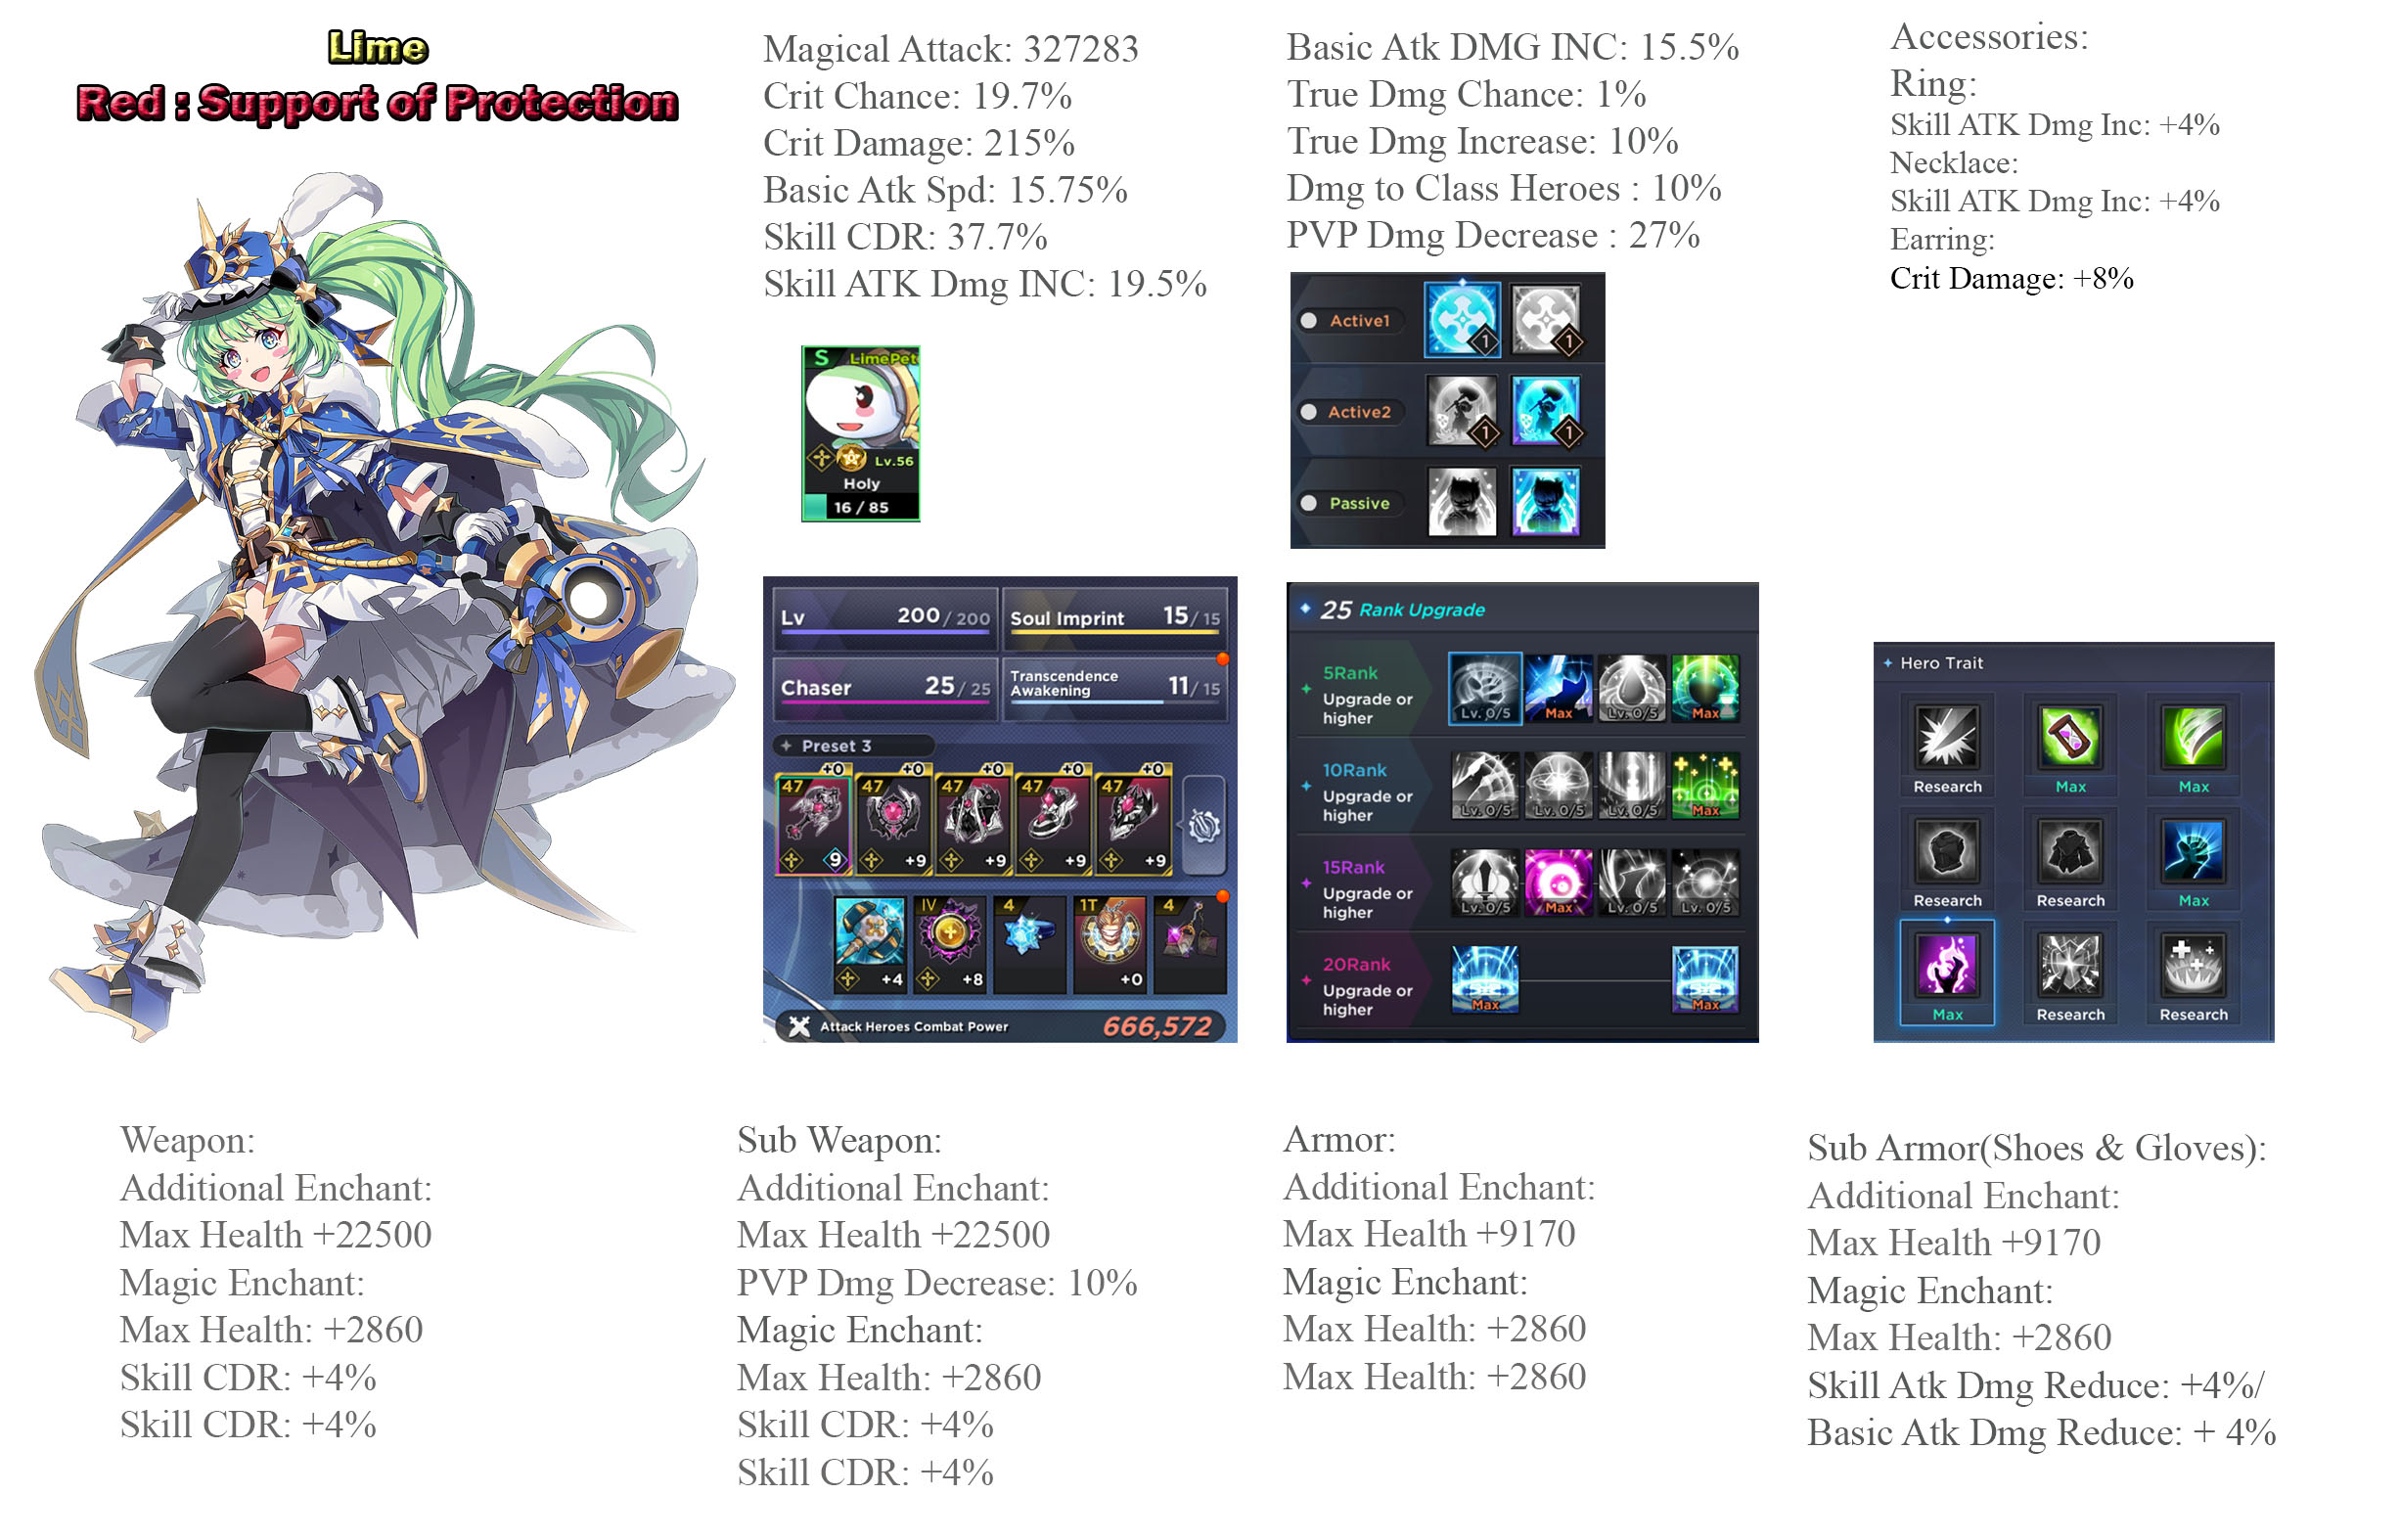 Lime
Red : Support of Protection
Magical Attack: 327283
Crit Chance: 19.7%
Crit Damage: 215%
Basic Atk Spd: 15.75%
Skill CDR: 37.7%
Skill ATK Dmg INC: 19.5%
Basic Atk DMG INC: 15.5%
True Dmg Chance: 1%
True Dmg Increase: 10%
Dmg to Class Heroes : 10%
PVP Dmg Decrease : 27%
Accessories:
Ring:
Skill ATK Dmg Inc: +4%
Necklace:
Skill ATK Dmg Inc: +4%
Earring:
Crit Damage: +8%
S LimePet
Lv.56
Holy
16 / 85
Active1 1 1
Active2 1 1
Passive
Lv 200 / 200
Soul Imprint 15 / 15
Chaser 25 / 25
Transcendence
Awakening 11 / 15
Preset 3
+0 +0 +0 +0 +0
47 47 47 47 47
9 +9 +9 +9 +9
IV 4 1T 4
+4 +8 +0
Attack Heroes Combat Power 666,572
25 Rank Upgrade
5Rank
Upgrade or
higher
Lv. 0/5 Max Lv. 0/5 Max
10Rank
Upgrade or
higher
Lv. 0/5 Lv. 0/5 Lv. 0/5 Max
15Rank
Upgrade or
higher
Lv. 0/5 Max Lv. 0/5 Lv. 0/5
20Rank
Upgrade or
higher
Max Max
Hero Trait
Research Max Max
Research Research Max
Max Research Research
Weapon:
Additional Enchant:
Max Health +22500
Magic Enchant:
Max Health: +2860
Skill CDR: +4%
Skill CDR: +4%
Sub Weapon:
Additional Enchant:
Max Health +22500
PVP Dmg Decrease: 10%
Magic Enchant:
Max Health: +2860
Skill CDR: +4%
Skill CDR: +4%
Armor:
Additional Enchant:
Max Health +9170
Magic Enchant:
Max Health: +2860
Max Health: +2860
Sub Armor(Shoes & Gloves):
Additional Enchant:
Max Health +9170
Magic Enchant:
Max Health: +2860
Skill Atk Dmg Reduce: +4%/
Basic Atk Dmg Reduce: + 4%